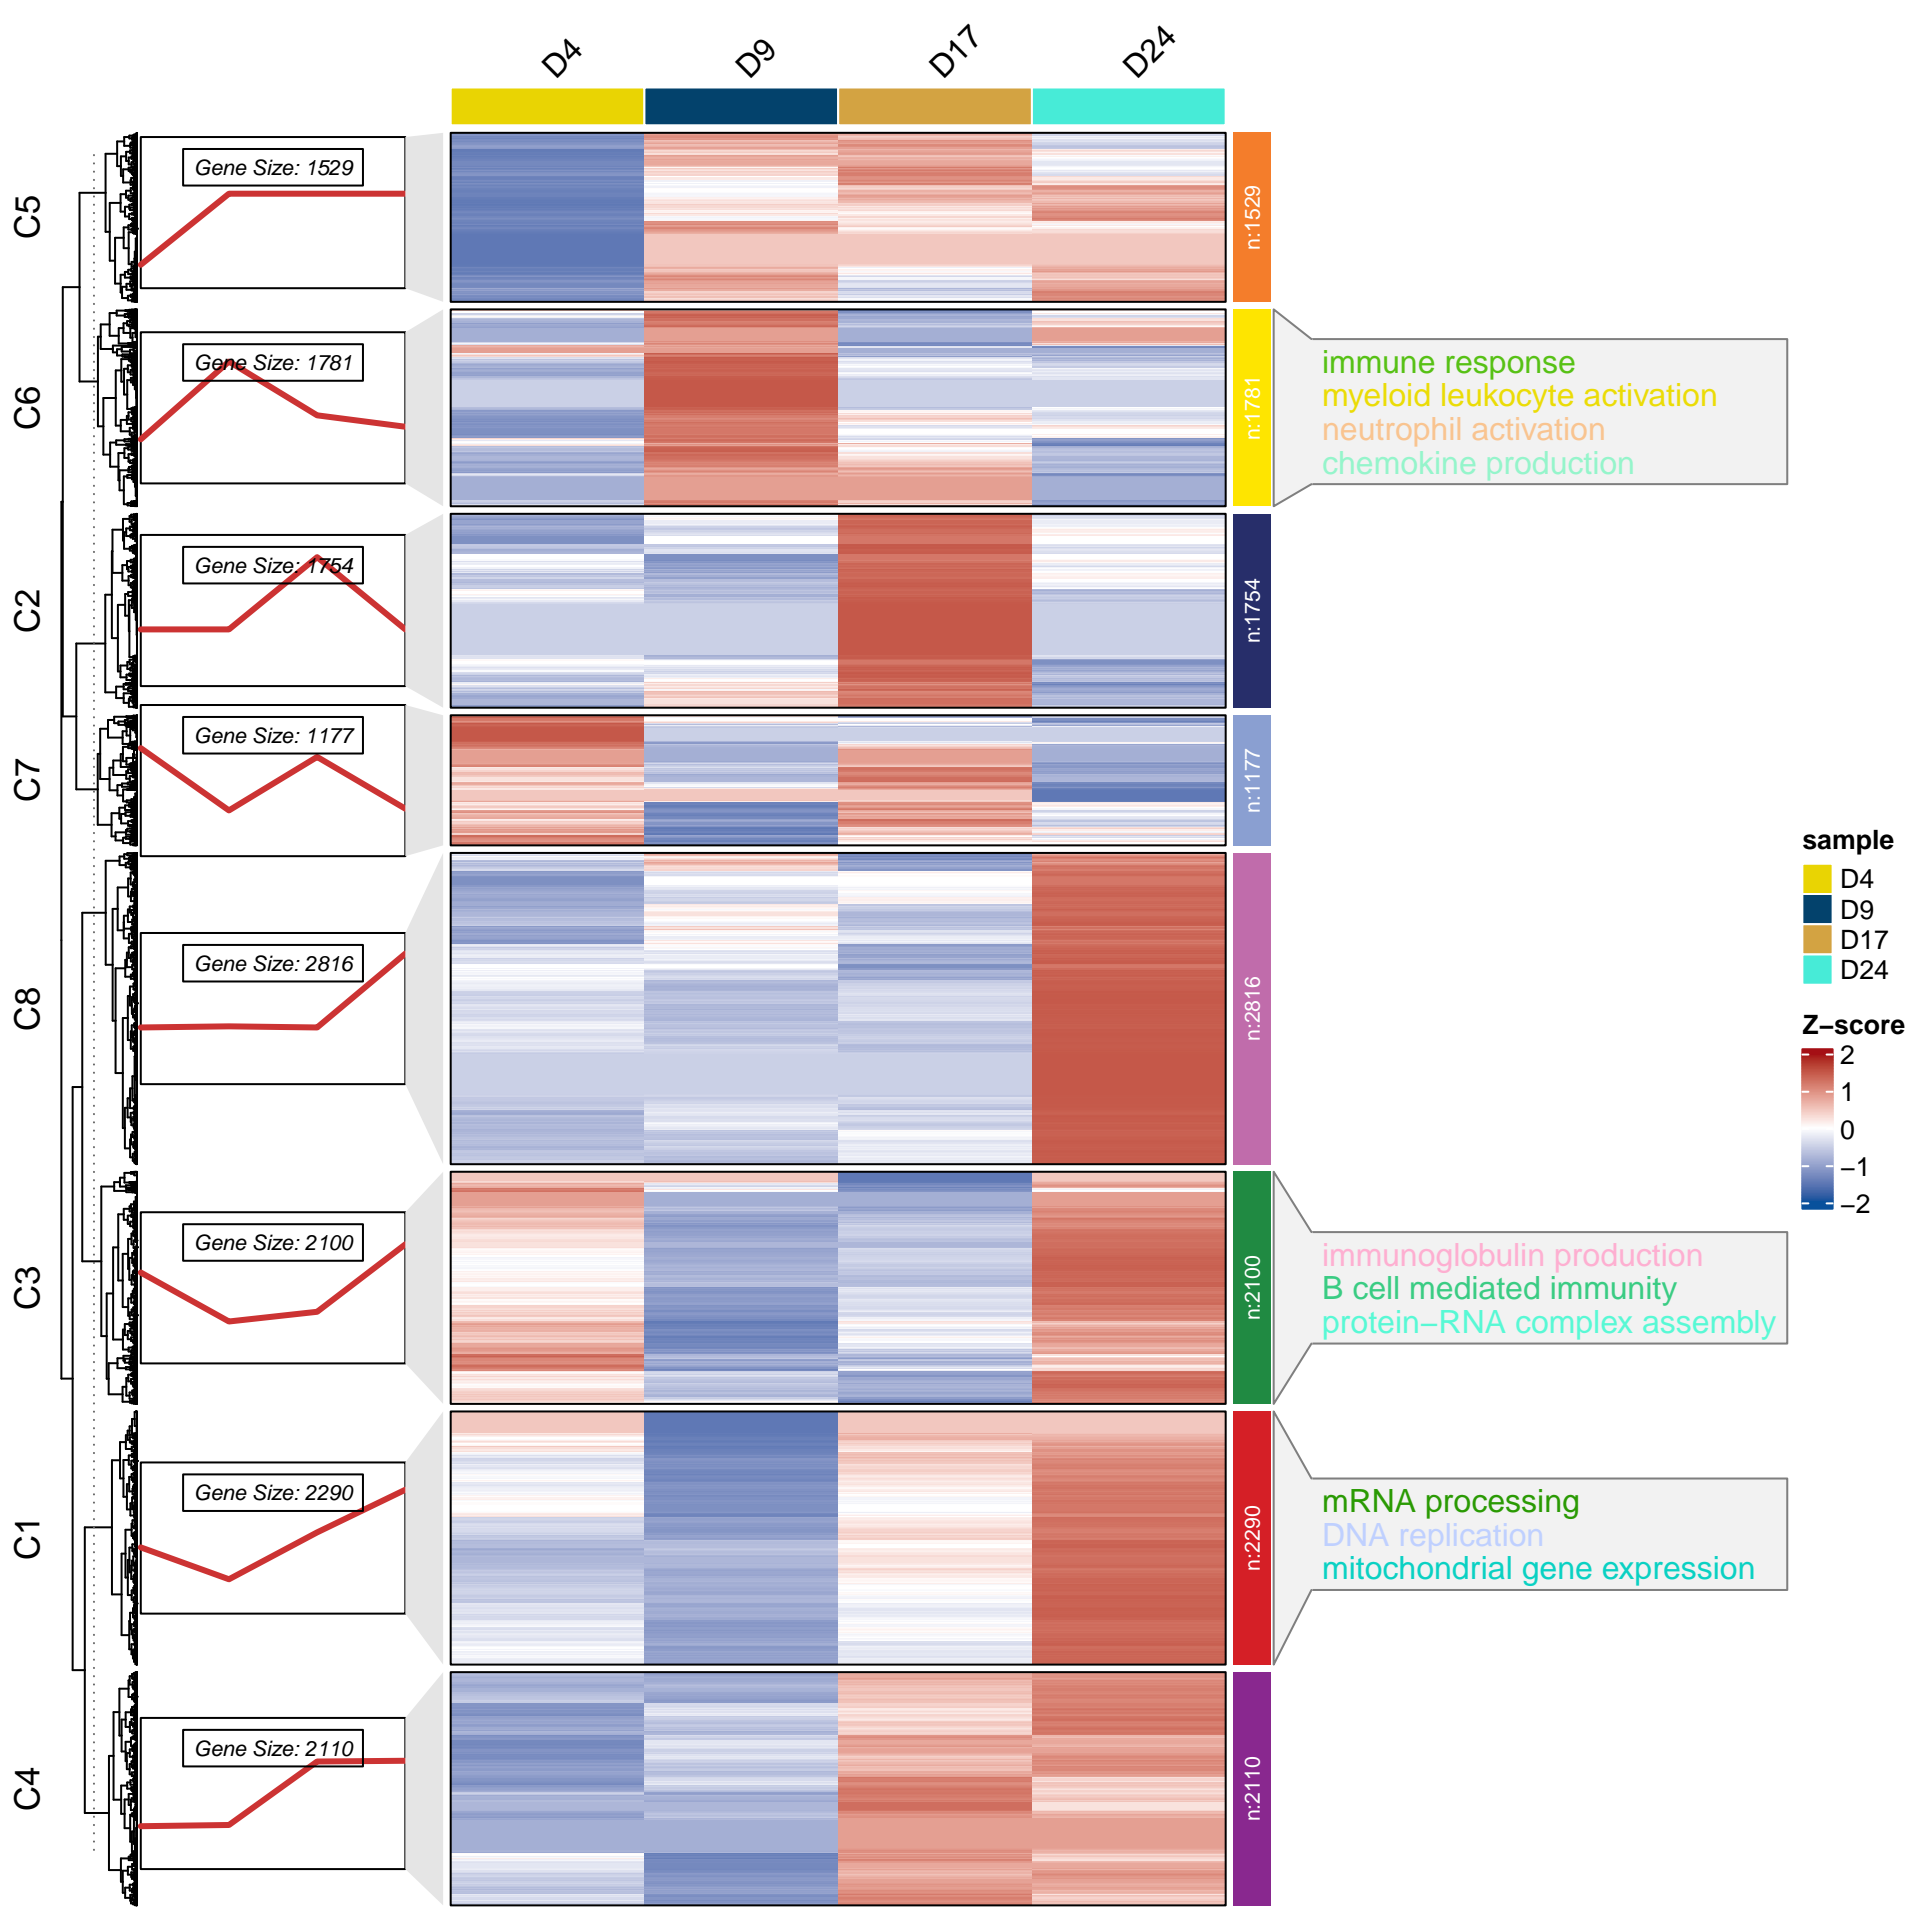 D4
D9
D17
D24
C5
Gene Size: 1529
n:1529
C6
Gene Size: 1781
n:1781
immune response
myeloid leukocyte activation
neutrophil activation
chemokine production
C2
Gene Size: 1754
n:1754
C7
Gene Size: 1177
n:1177
C8
Gene Size: 2816
n:2816
sample
D4
D9
D17
D24
Z−score
2
1
0
−1
−2
C3
Gene Size: 2100
n:2100
immunoglobulin production
B cell mediated immunity
protein−RNA complex assembly
C1
Gene Size: 2290
n:2290
mRNA processing
DNA replication
mitochondrial gene expression
C4
Gene Size: 2110
n:2110